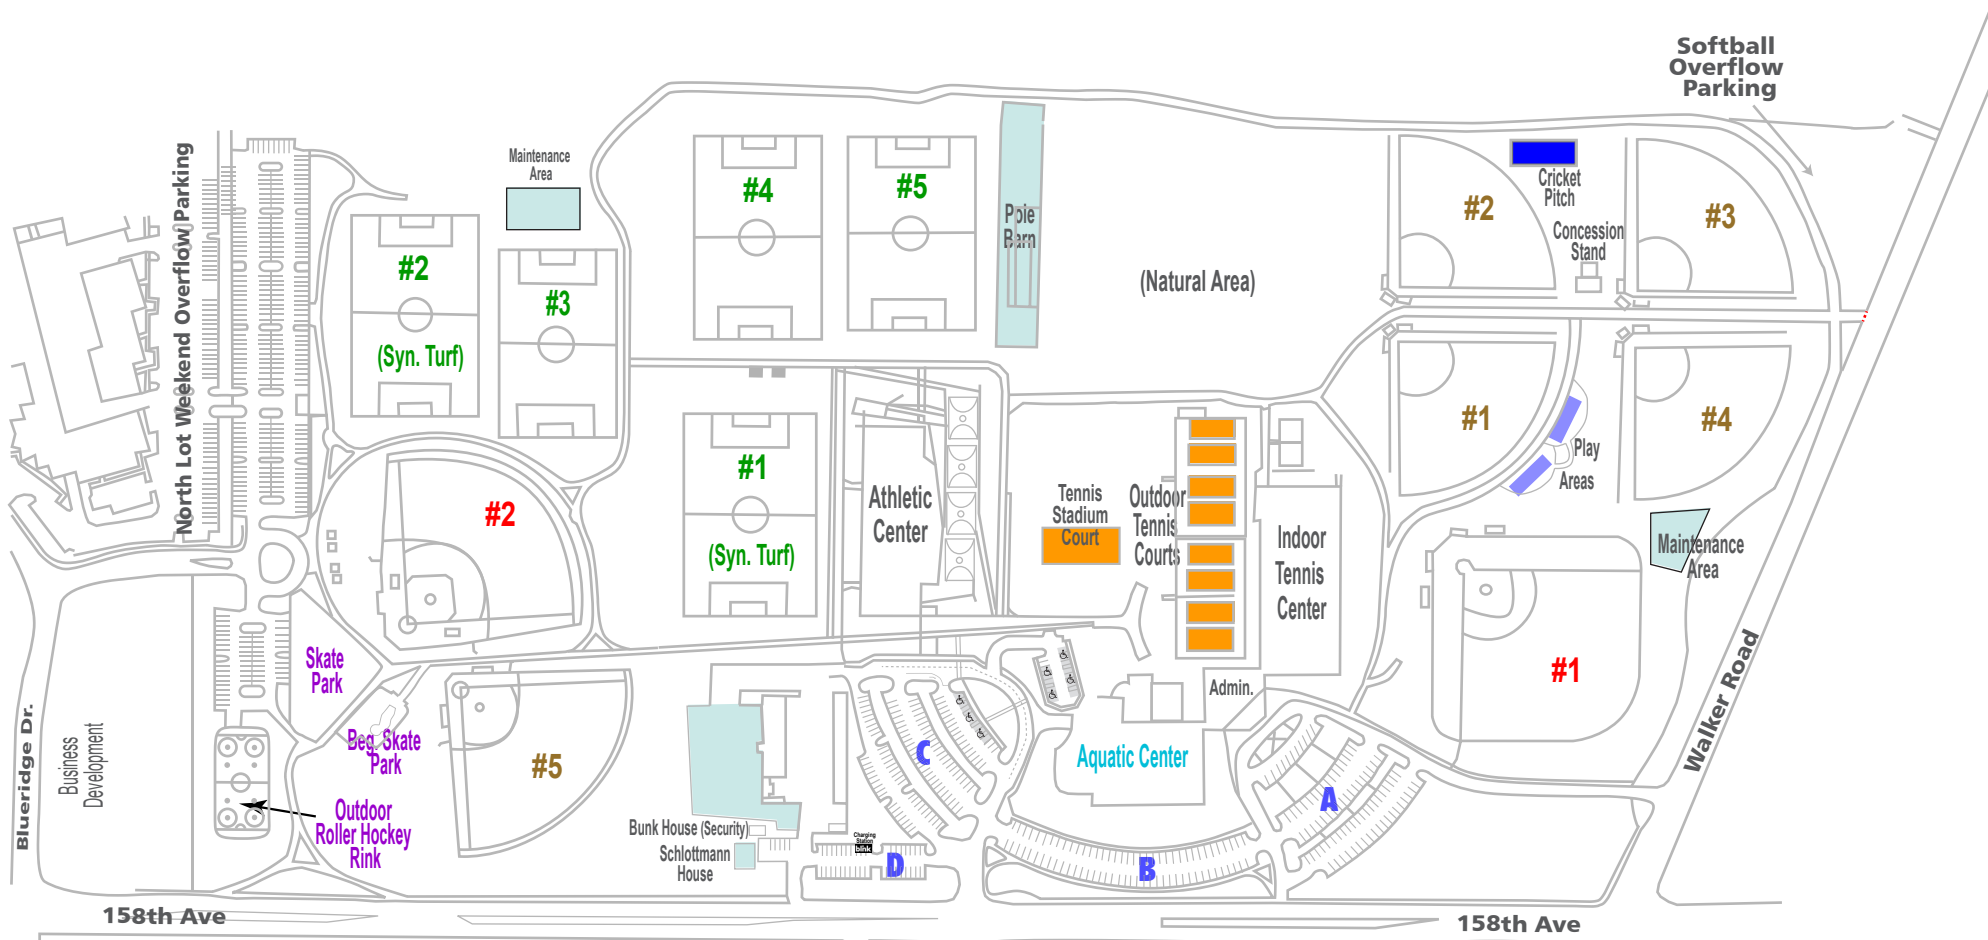 Softball
Overflow
Parking
North Lot Weekend Overflow Parking
Maintenance
Area
#4
#5
Pole
Barn
#2
Cricket
Pitch
#3
Concession
Stand
(Natural Area)
#2
(Syn. Turf)
#3
#1
(Syn. Turf)
Athletic
Center
Tennis
Stadium
Court
Outdoor
Tennis
Courts
Indoor
Tennis
Center
#1
#4
Play
Areas
Maintenance
Area
#2
#1
Skate
Park
Beg. Skate
Park
Outdoor
Roller Hockey
Rink
#5
Admin.
Aquatic Center
Walker Road
Blueridge Dr.
Business
Development
Bunk House (Security)
Schlottmann
House
Charging
Station
blink
C
D
A
B
158th Ave
158th Ave